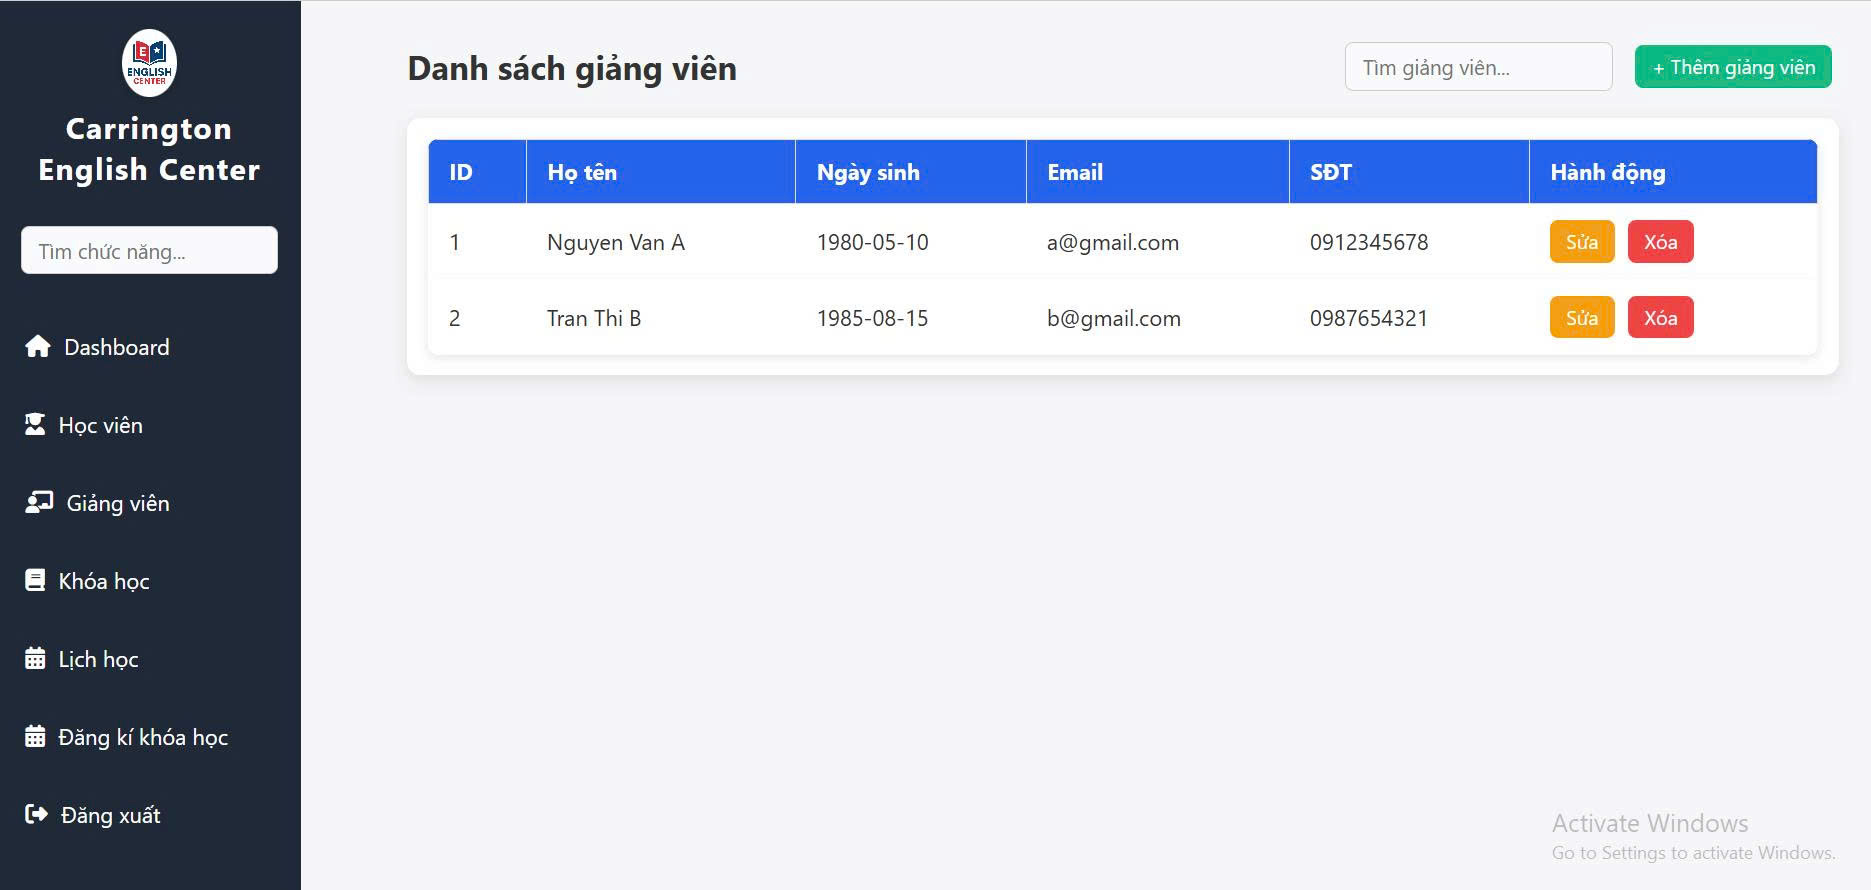 E
ENGLISH
CENTER
Carrington
English Center
Tìm chức năng...
Dashboard
Học viên
Giảng viên
Khóa học
Lịch học
Đăng kí khóa học
Đăng xuất
Danh sách giảng viên
Tìm giảng viên...
+ Thêm giảng viên
ID Họ tên Ngày sinh Email SĐT Hành động
1 Nguyen Van A 1980-05-10 a@gmail.com 0912345678 Sửa Xóa
2 Tran Thi B 1985-08-15 b@gmail.com 0987654321 Sửa Xóa
Activate Windows
Go to Settings to activate Windows.